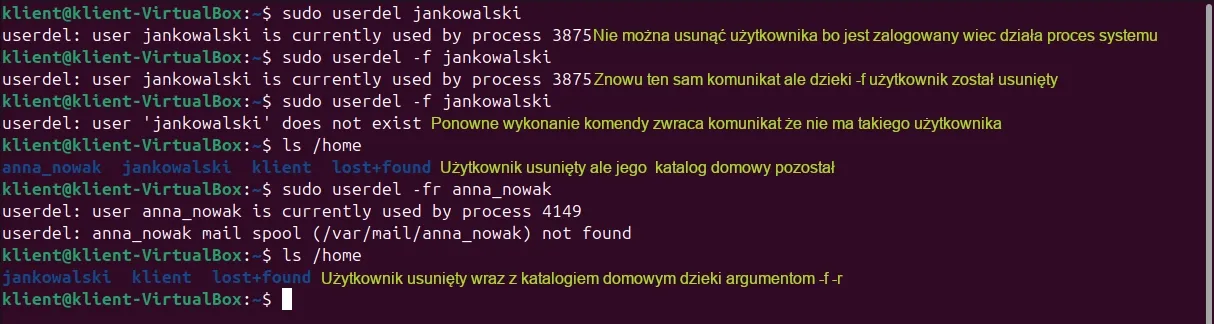 klient@klient-VirtualBox:~$ sudo userdel jankowalski
userdel: user jankowalski is currently used by process 3875 Nie można usunąć użytkownika bo jest zalogowany wiec działa proces systemu
klient@klient-VirtualBox:~$ sudo userdel -f jankowalski
userdel: user jankowalski is currently used by process 3875 Znowu ten sam komunikat ale dzieki -f użytkownik został usunięty
klient@klient-VirtualBox:~$ sudo userdel -f jankowalski
userdel: user 'jankowalski' does not exist Ponowne wykonanie komendy zwraca komunikat że nie ma takiego użytkownika
klient@klient-VirtualBox:~$ ls /home
anna_nowak jankowalski klient lost+found Użytkownik usunięty ale jego katalog domowy pozostał
klient@klient-VirtualBox:~$ sudo userdel -fr anna_nowak
userdel: user anna_nowak is currently used by process 4149
userdel: anna_nowak mail spool (/var/mail/anna_nowak) not found
klient@klient-VirtualBox:~$ ls /home
jankowalski klient lost+found Użytkownik usunięty wraz z katalogiem domowym dzieki argumentom -f -r
klient@klient-VirtualBox:~$